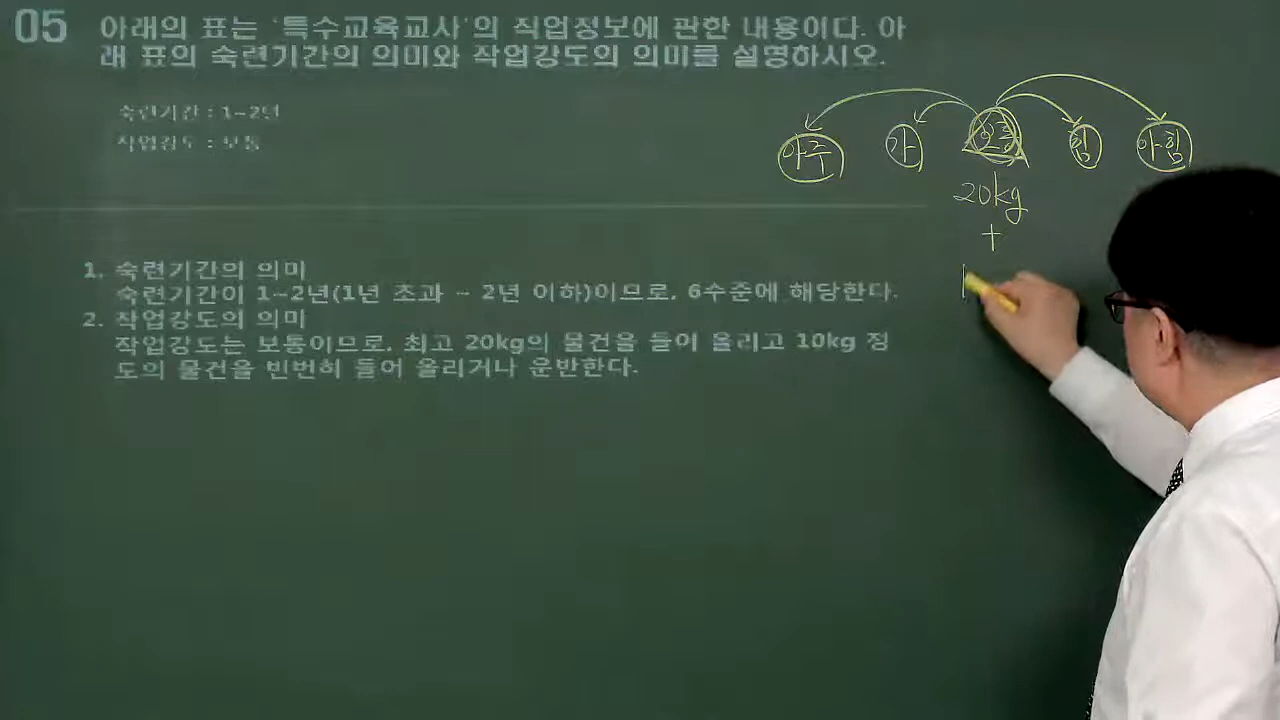 05 아래의 표는 '특수교육교사'의 직업정보에 관한 내용이다. 아
래 표의 숙련기간의 의미와 작업강도의 의미를 설명하시오.
숙련기간 : 1~2년
작업강도 : 보통
아주 가 보통 힘 아힘
20kg
+
1. 숙련기간의 의미
숙련기간이 1~2년(1년 초과 ~ 2년 이하)이므로, 6수준에 해당한다.
2. 작업강도의 의미
작업강도는 보통이므로, 최고 20kg의 물건을 들어 올리고 10kg 정
도의 물건을 빈번히 들어 올리거나 운반한다.